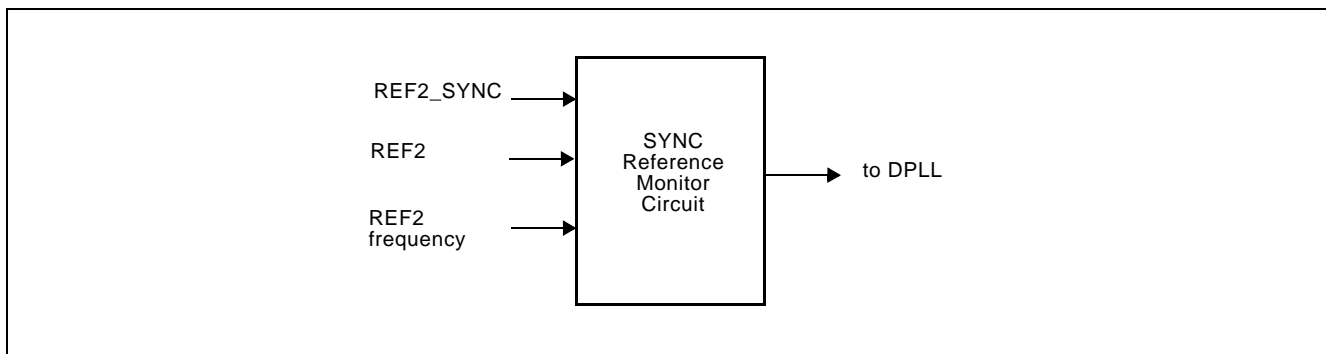 REF2_SYNC
REF2
REF2
frequency
SYNC
Reference
Monitor
Circuit
to DPLL